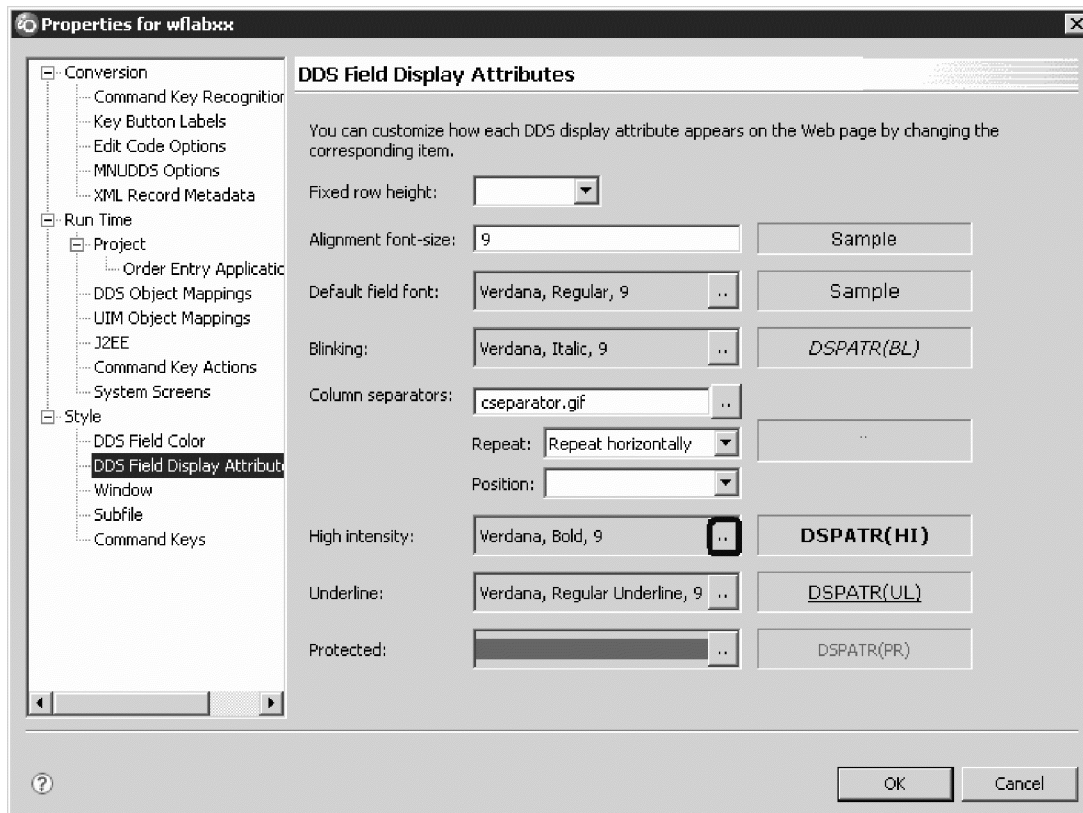 Properties for wflabxx
Conversion
Command Key Recognition
Key Button Labels
Edit Code Options
MNUDDS Options
XML Record Metadata
Run Time
Project
Order Entry Applicatic
DDS Object Mappings
UIM Object Mappings
J2EE
Command Key Actions
System Screens
Style
DDS Field Color
DDS Field Display Attribut
Window
Subfile
Command Keys
DDS Field Display Attributes
You can customize how each DDS display attribute appears on the Web page by changing the
corresponding item.
Fixed row height:
Alignment font-size: 9 Sample
Default field font: Verdana, Regular, 9 .. Sample
Blinking: Verdana, Italic, 9 .. DSPATR(BL)
Column separators: cseparator.gif ..
Repeat: Repeat horizontally ..
Position:
High intensity: Verdana, Bold, 9 .. DSPATR(HI)
Underline: Verdana, Regular Underline, 9 .. DSPATR(UL)
Protected: .. DSPATR(PR)
OK Cancel